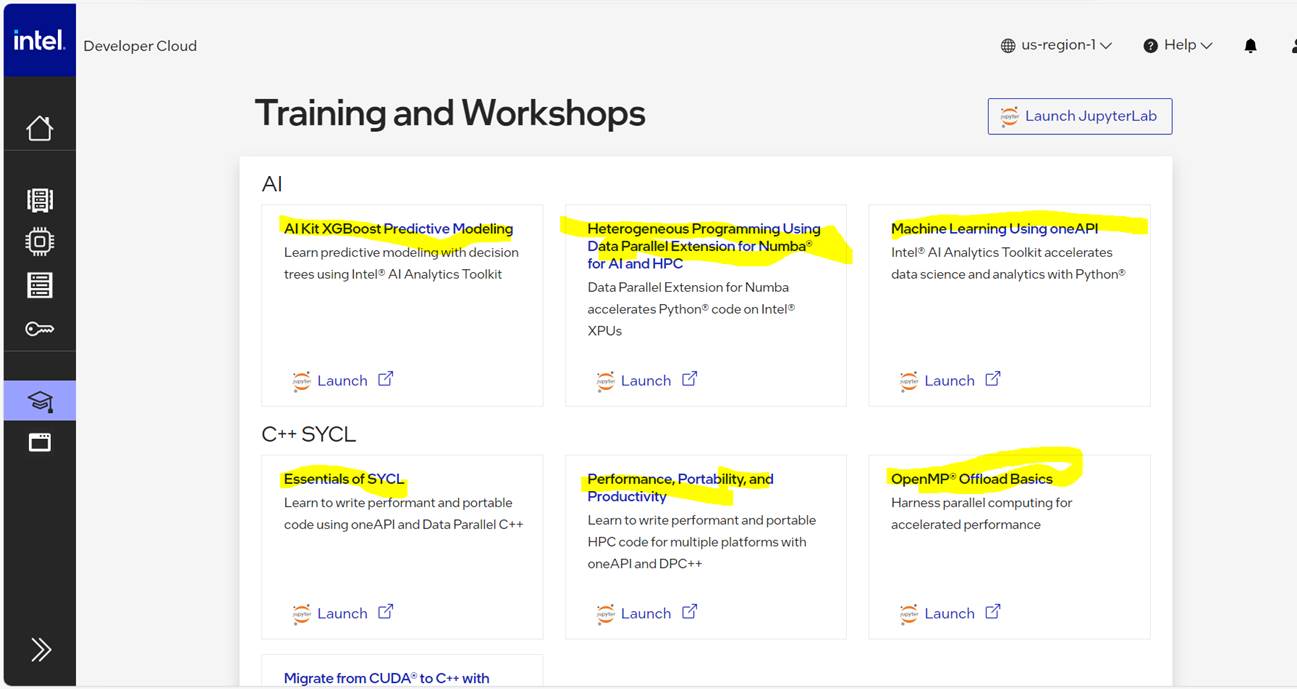 intel.
Developer Cloud
us-region-1
Help
Training and Workshops
Launch JupyterLab
AI
AI Kit XGBoost Predictive Modeling
Learn predictive modeling with decision
trees using Intel® AI Analytics Toolkit
Launch
Heterogeneous Programming Using
Data Parallel Extension for Numba®
for AI and HPC
Data Parallel Extension for Numba
accelerates Python® code on Intel®
XPUs
Launch
Machine Learning Using oneAPI
Intel® AI Analytics Toolkit accelerates
data science and analytics with Python®
Launch
C++ SYCL
Essentials of SYCL
Learn to write performant and portable
code using oneAPI and Data Parallel C++
Launch
Performance, Portability, and
Productivity
Learn to write performant and portable
HPC code for multiple platforms with
oneAPI and DPC++
Launch
OpenMP® Offload Basics
Harness parallel computing for
accelerated performance
Launch
Migrate from CUDA® to C++ with